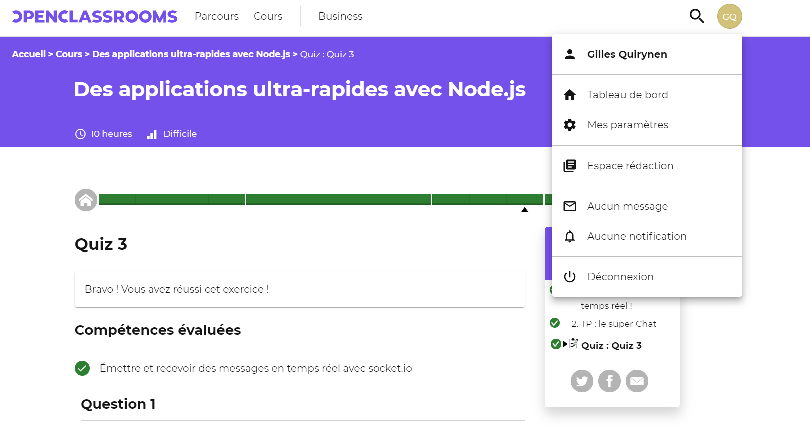 OPENCLASSROOMS
Parcours Cours Business
GQ
Accueil > Cours > Des applications ultra-rapides avec Node.js > Quiz : Quiz 3
Des applications ultra-rapides avec Node.js
10 heures Difficile
Gilles Quirynen
Tableau de bord
Mes paramètres
Espace rédaction
Aucun message
Aucune notification
Déconnexion
Quiz 3
Bravo ! Vous avez réussi cet exercice !
Compétences évaluées
Émettre et recevoir des messages en temps réel avec socket.io
Question 1
temps réel !
2. TP : le super Chat
Quiz : Quiz 3